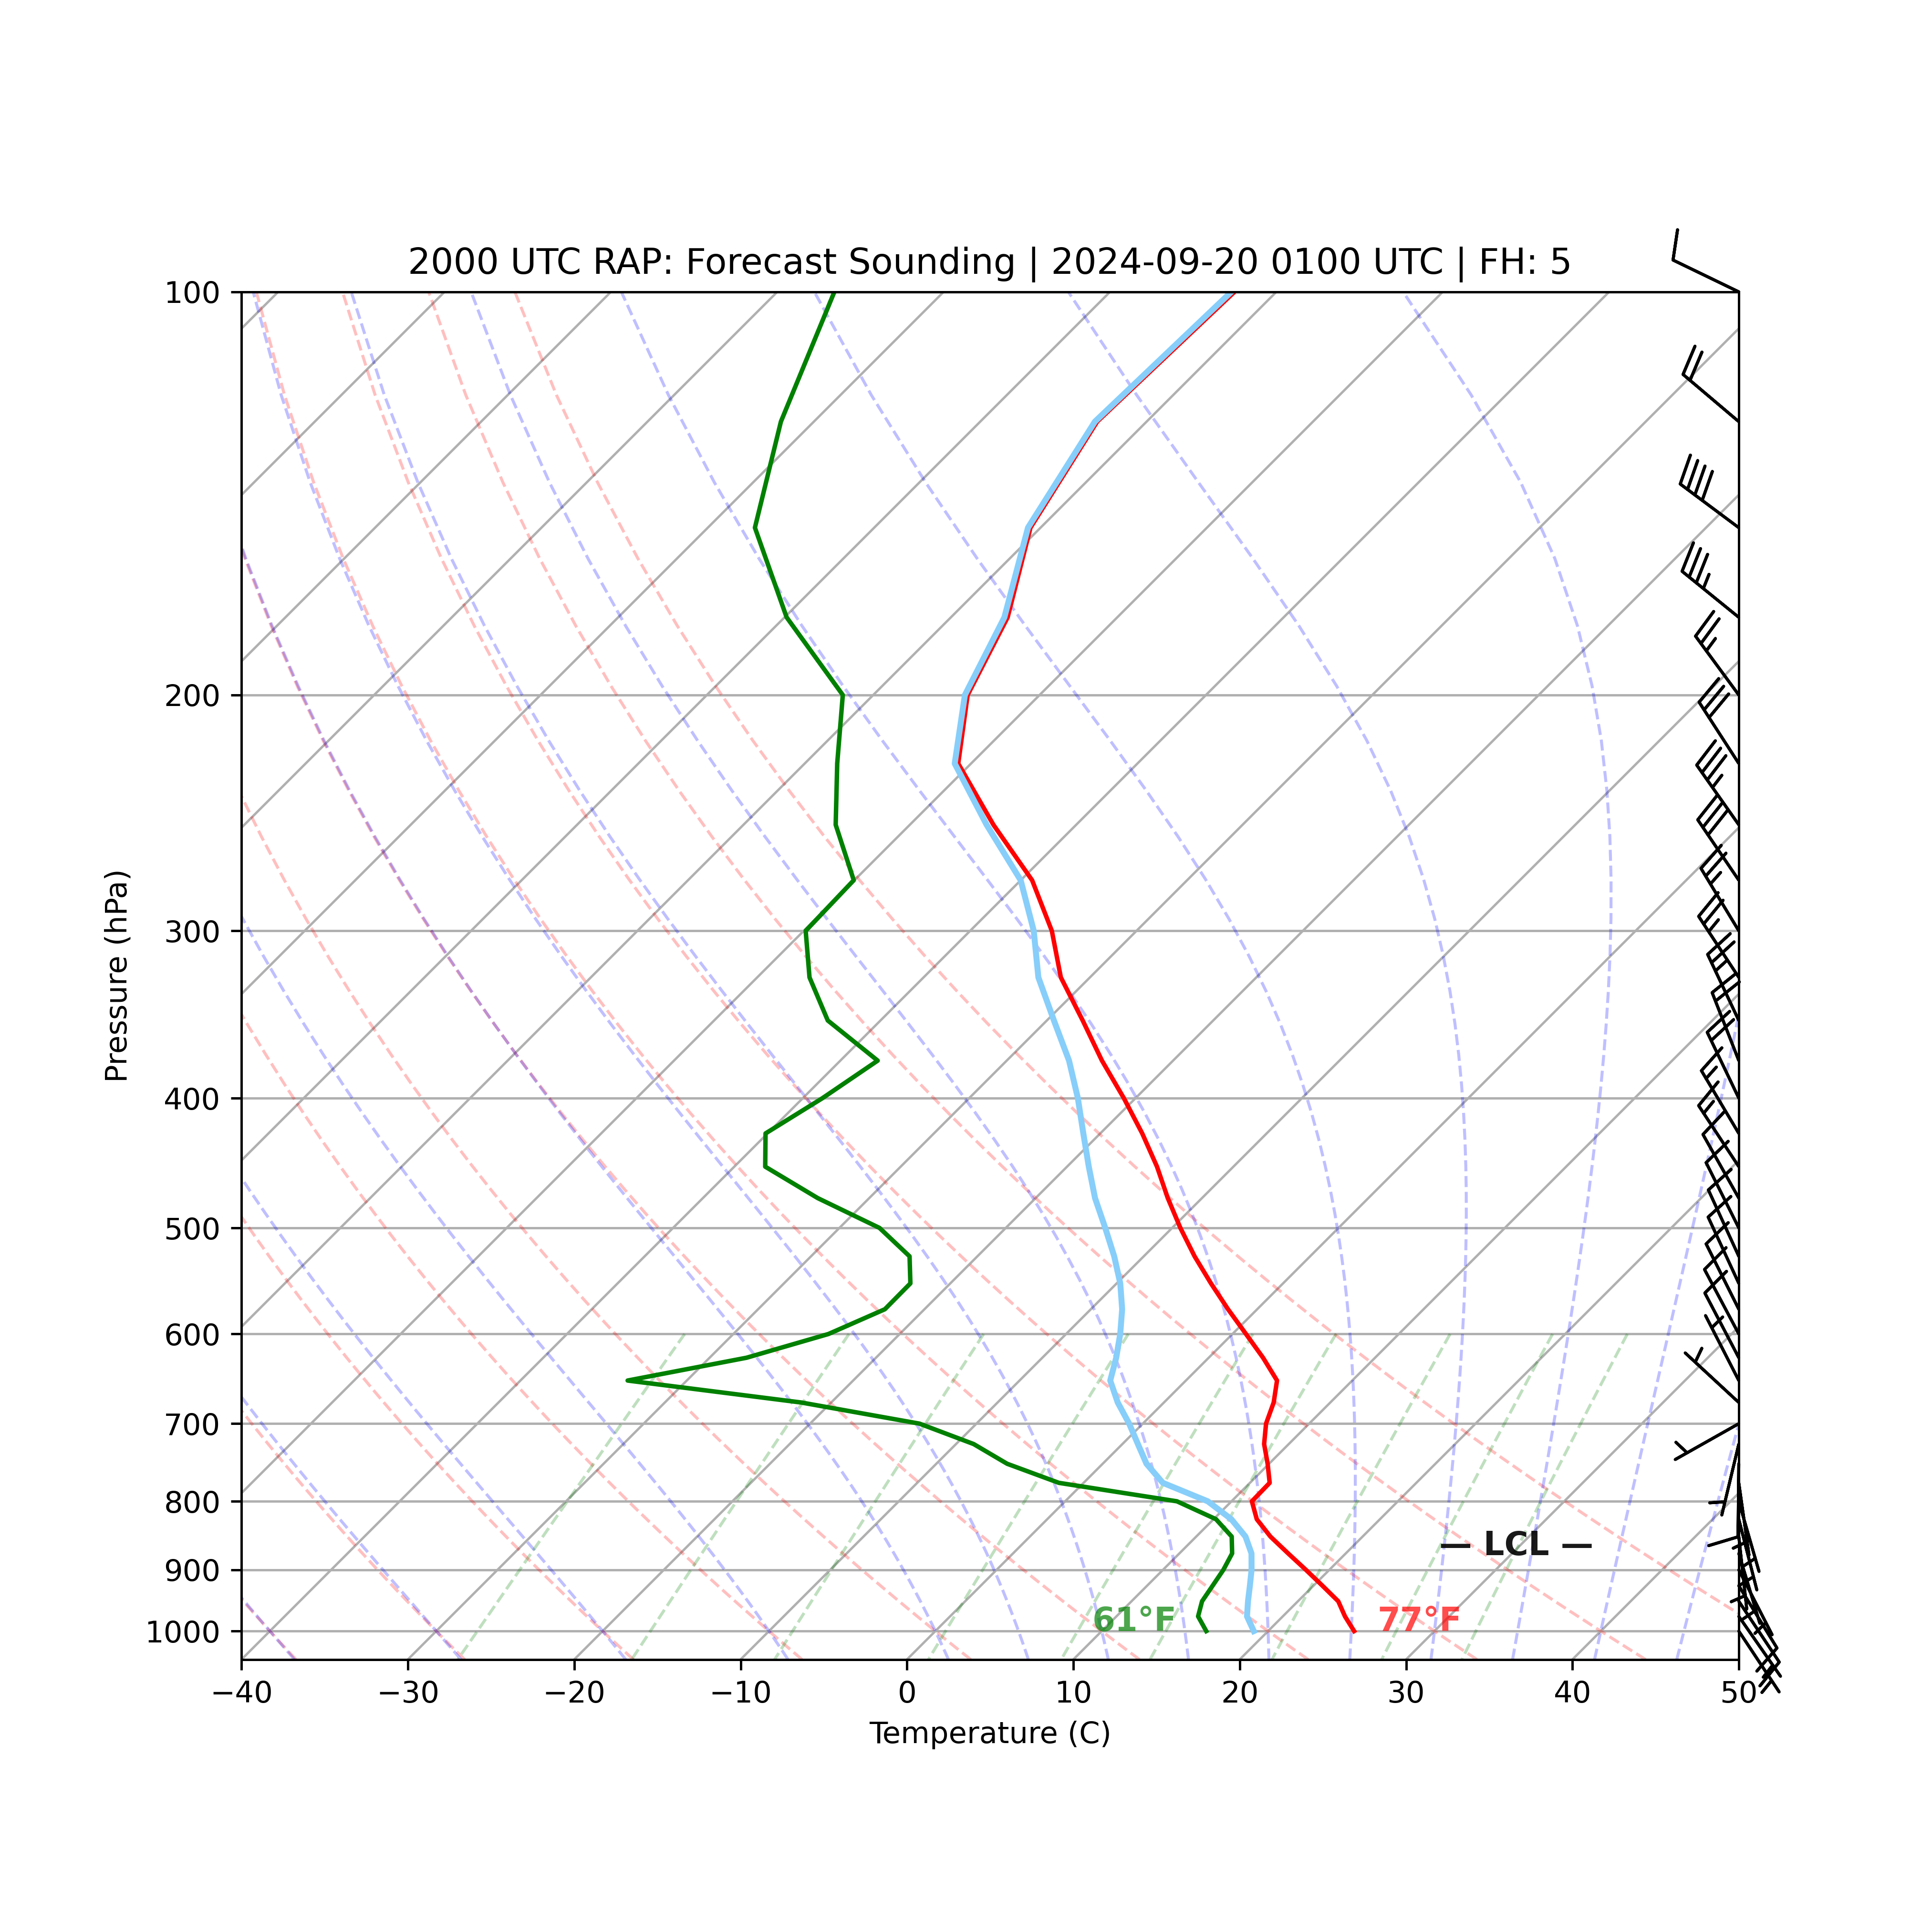 2000 UTC RAP: Forecast Sounding | 2024-09-20 0100 UTC | FH: 5
100
200
300
400
500
600
700
800
900
1000
Pressure (hPa)
— LCL —
61°F
77°F
−40 −30 −20 −10 0 10 20 30 40 50
Temperature (C)